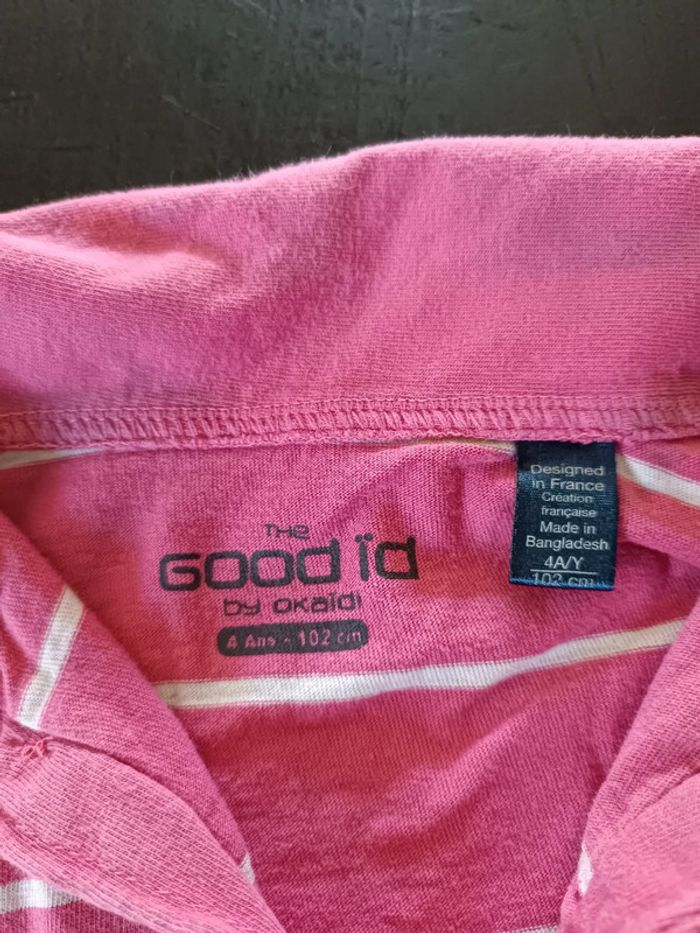 THE
GOOD ïd
by okaïdi
4 Ans - 102 cm
Designed
in France
Création
française
Made in
Bangladesh
4A/Y
102 cm